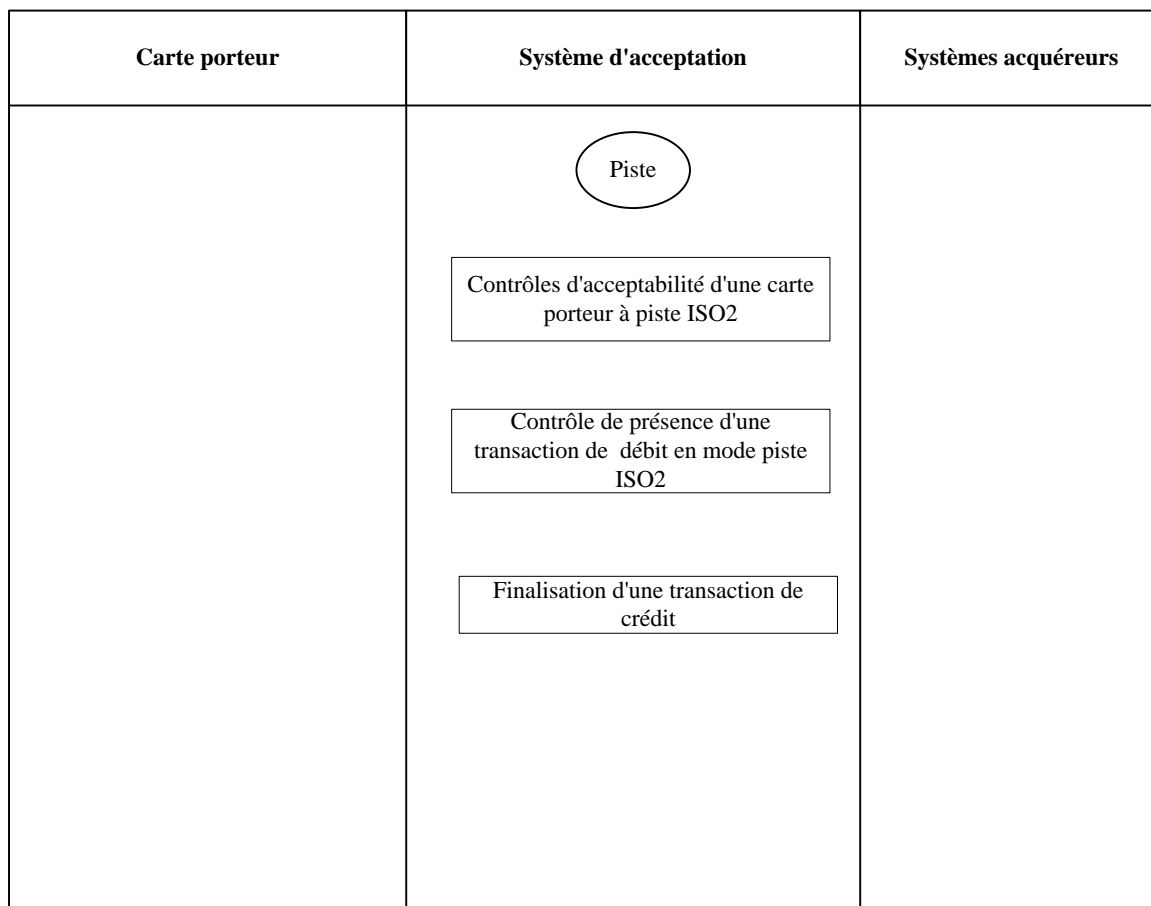 Carte porteur
Système d'acceptation
Systèmes acquéreurs
Piste
Contrôles d'acceptabilité d'une carte
porteur à piste ISO2
Contrôle de présence d'une
transaction de  débit en mode piste
ISO2
Finalisation d'une transaction de
crédit